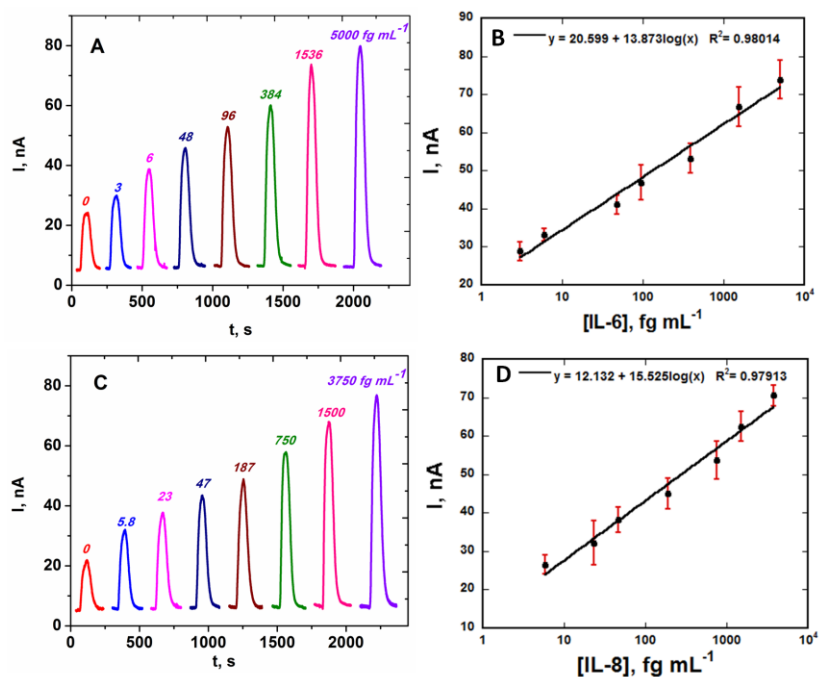 A
I, nA
80
60
40
20
0
0
3
6
48
96
384
1536
5000 fg mL⁻¹
0 500 1000 1500 2000
t, s
B
y = 20.599 + 13.873log(x) R²= 0.98014
I, nA
90
80
70
60
50
40
30
20
1 10 100 1000 10⁴
[IL-6], fg mL⁻¹
C
I, nA
80
60
40
20
0
0
5.8
23
47
187
750
1500
3750 fg mL⁻¹
0 500 1000 1500 2000
t, s
D
y = 12.132 + 15.525log(x) R²= 0.97913
I, nA
80
70
60
50
40
30
20
10
1 10 100 1000 10⁴
[IL-8], fg mL⁻¹